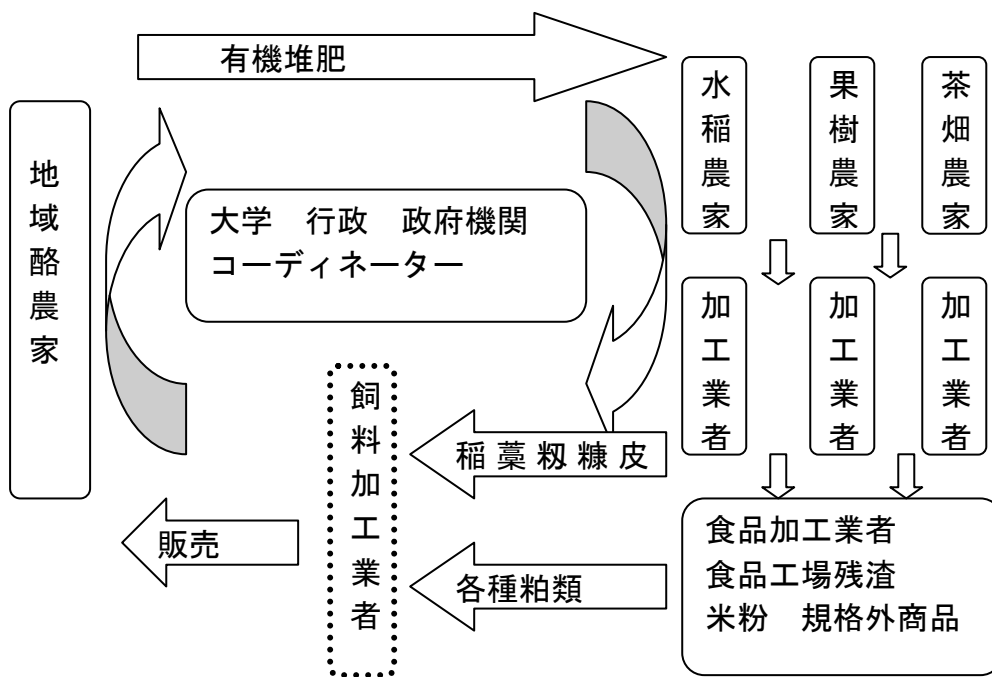 有機堆肥
水稲農家
果樹農家
茶畑農家
地域酪農家
大学　行政　政府機関
コーディネーター
加工業者
加工業者
加工業者
飼料加工業者
稲藁籾糠皮
販売
各種粕類
食品加工業者
食品工場残渣
米粉　規格外商品